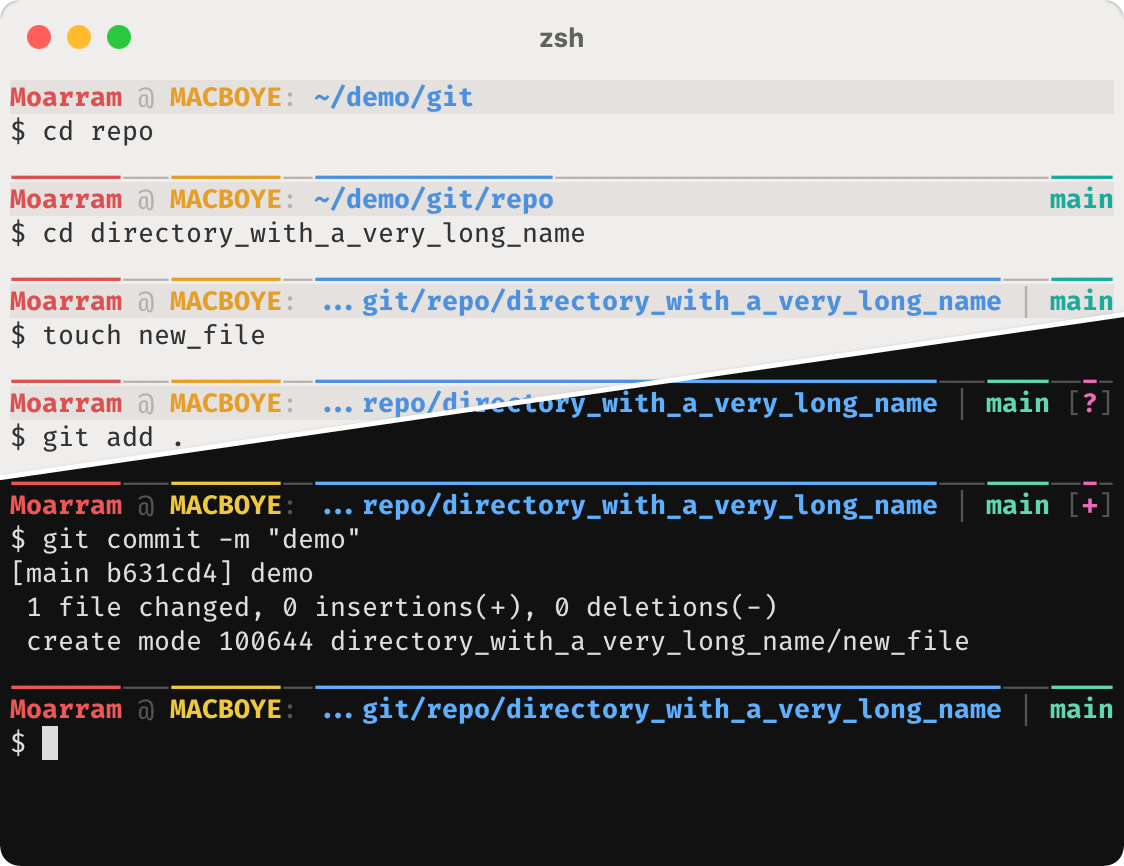 zsh
Moarram @ MACBOYE: ~/demo/git
$ cd repo
Moarram @ MACBOYE: ~/demo/git/repo main
$ cd directory_with_a_very_long_name
Moarram @ MACBOYE: ...git/repo/directory_with_a_very_long_name | main
$ touch new_file
Moarram @ MACBOYE: ...repo/directory_with_a_very_long_name | main [?]
$ git add .
Moarram @ MACBOYE: ...repo/directory_with_a_very_long_name | main [+]
$ git commit -m "demo"
[main b631cd4] demo
 1 file changed, 0 insertions(+), 0 deletions(-)
 create mode 100644 directory_with_a_very_long_name/new_file
Moarram @ MACBOYE: ...git/repo/directory_with_a_very_long_name | main
$